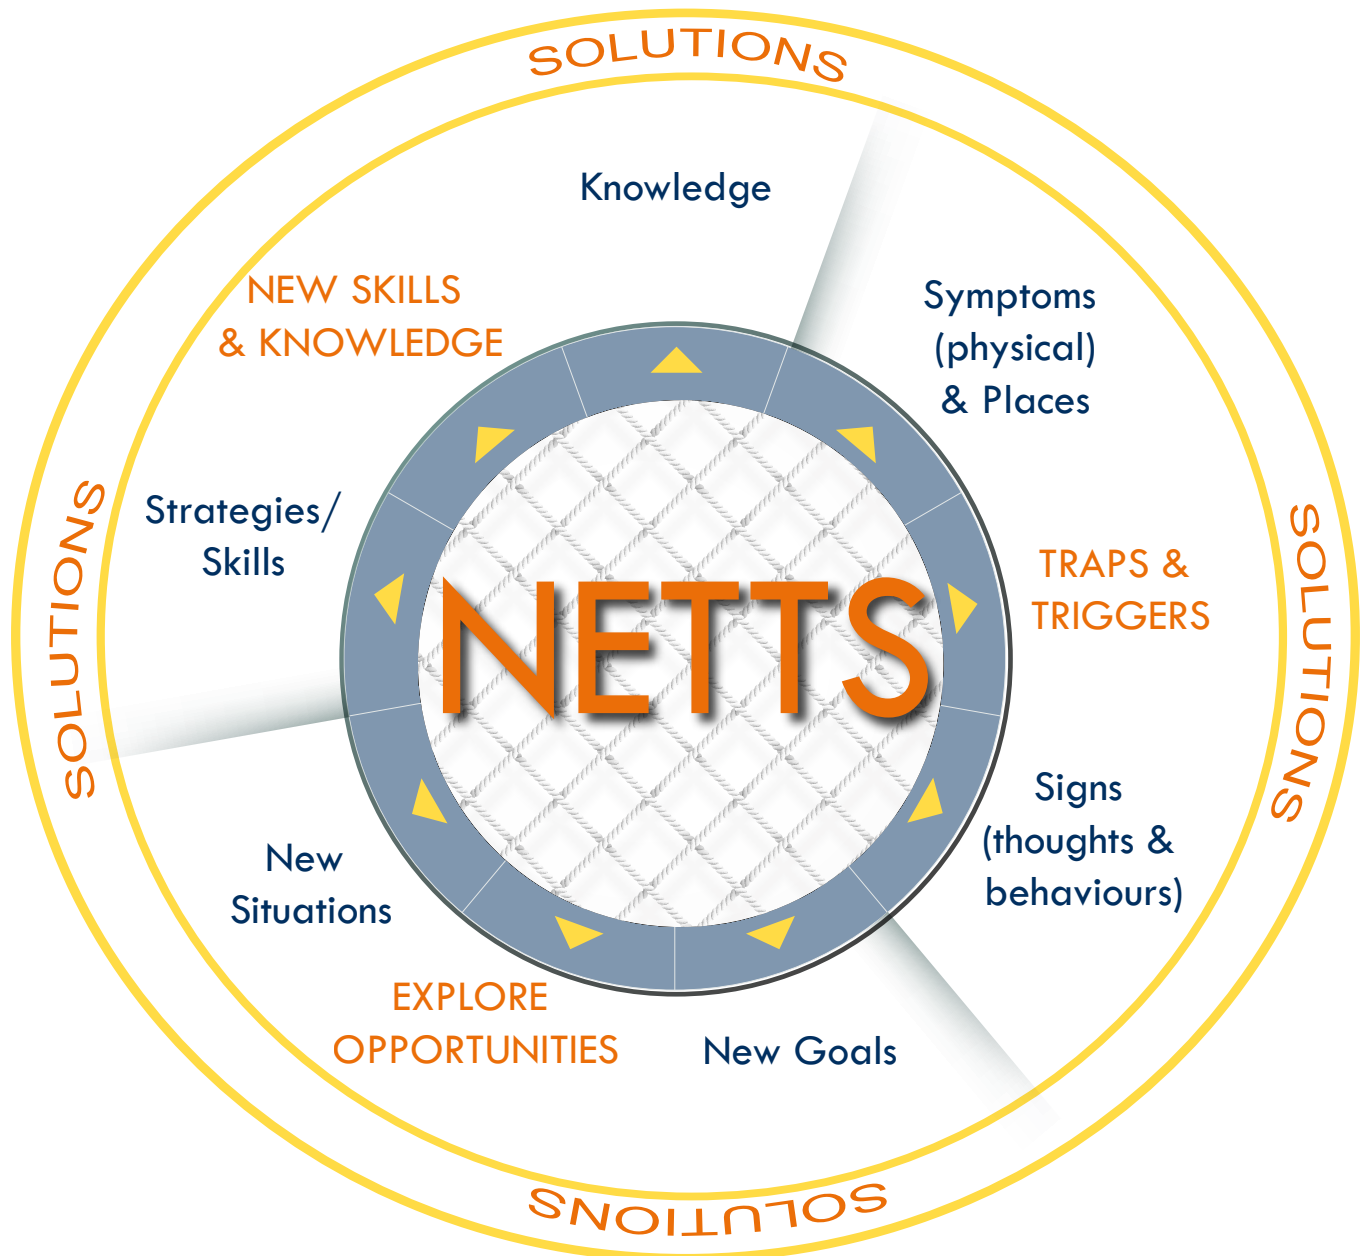 SOLUTIONS
Knowledge
NEW SKILLS
& KNOWLEDGE
Symptoms
(physical)
& Places
Strategies/
Skills
SOLUTIONS
NETTS
TRAPS &
TRIGGERS
SOLUTIONS
Signs
(thoughts &
behaviours)
New
Situations
EXPLORE
OPPORTUNITIES
New Goals
SOLUTIONS